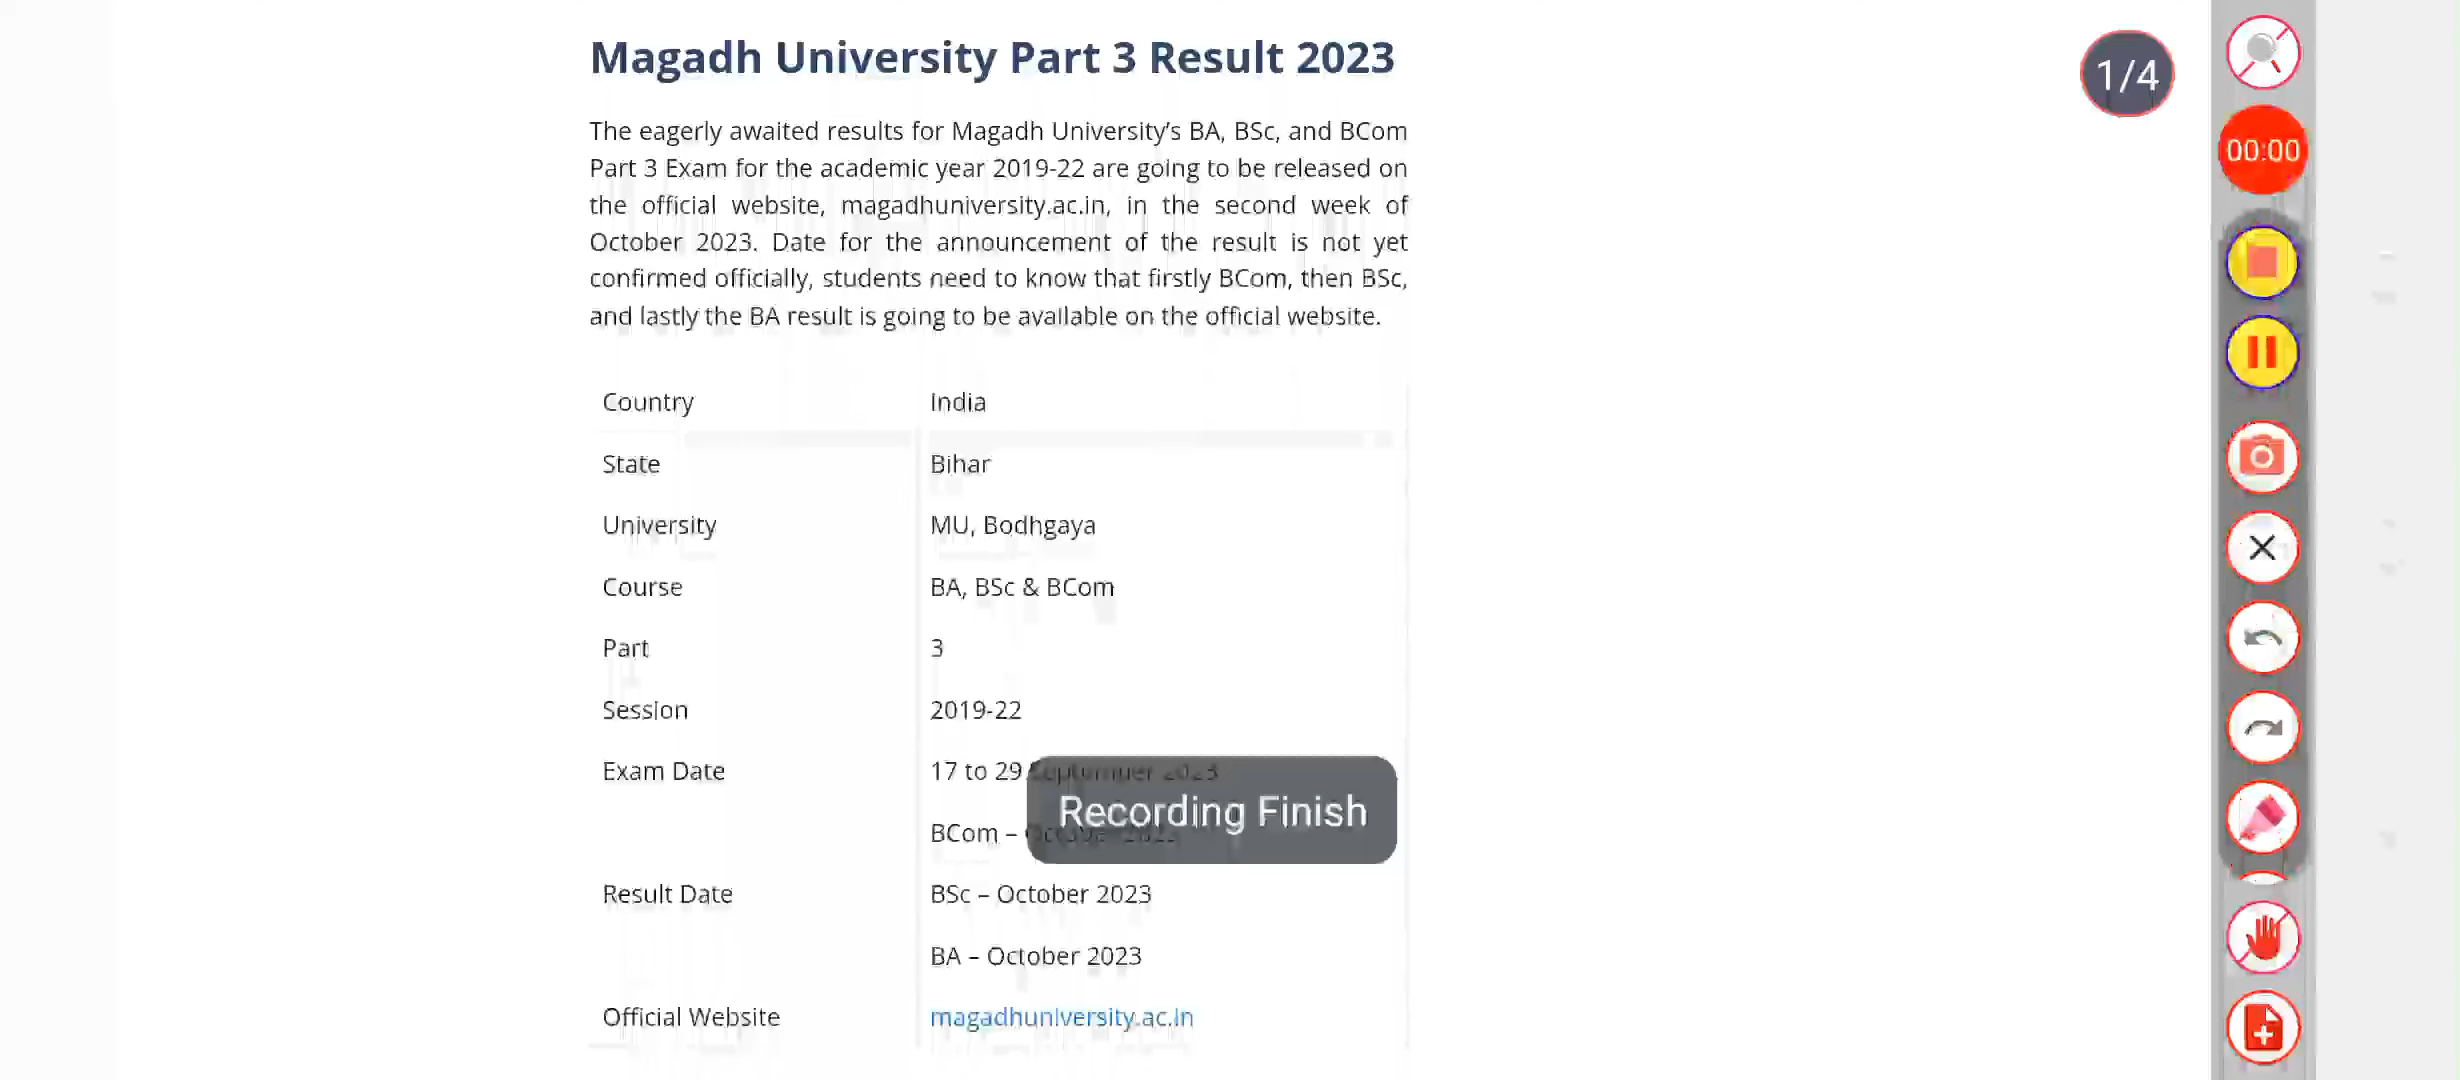 Magadh University Part 3 Result 2023
1/4
00:00
The eagerly awaited results for Magadh University's BA, BSc, and BCom
Part 3 Exam for the academic year 2019-22 are going to be released on
the official website, magadhuniversity.ac.in, in the second week of
October 2023. Date for the announcement of the result is not yet
confirmed officially, students need to know that firstly BCom, then BSc,
and lastly the BA result is going to be available on the official website.
Country India
State Bihar
University MU, Bodhgaya
Course BA, BSc & BCom
Part 3
Session 2019-22
Exam Date 17 to 29 September 2023
Recording Finish
BCom – October 2023
Result Date BSc – October 2023
BA – October 2023
Official Website magadhuniversity.ac.in